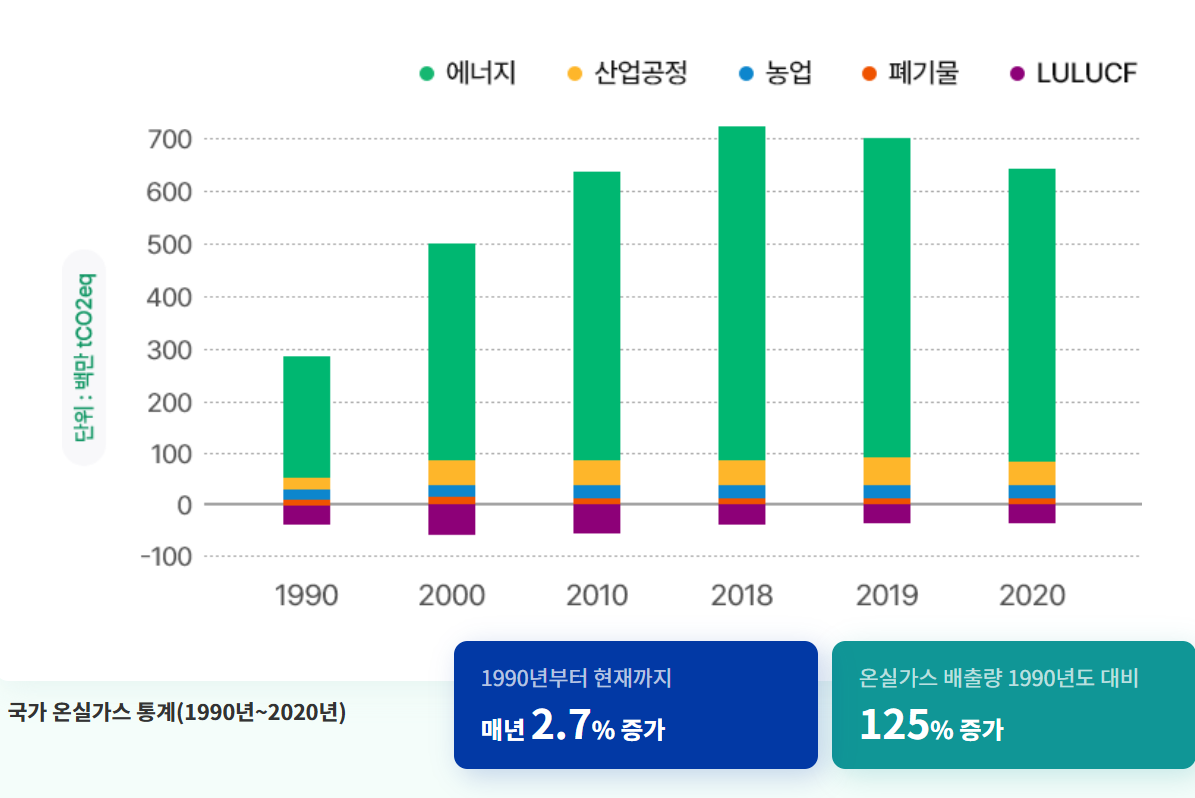 에너지 산업공정 농업 폐기물 LULUCF
단위 : 백만 tCO2eq
700
600
500
400
300
200
100
0
-100
1990 2000 2010 2018 2019 2020
국가 온실가스 통계(1990년~2020년)
1990년부터 현재까지
매년 2.7% 증가
온실가스 배출량 1990년도 대비
125% 증가